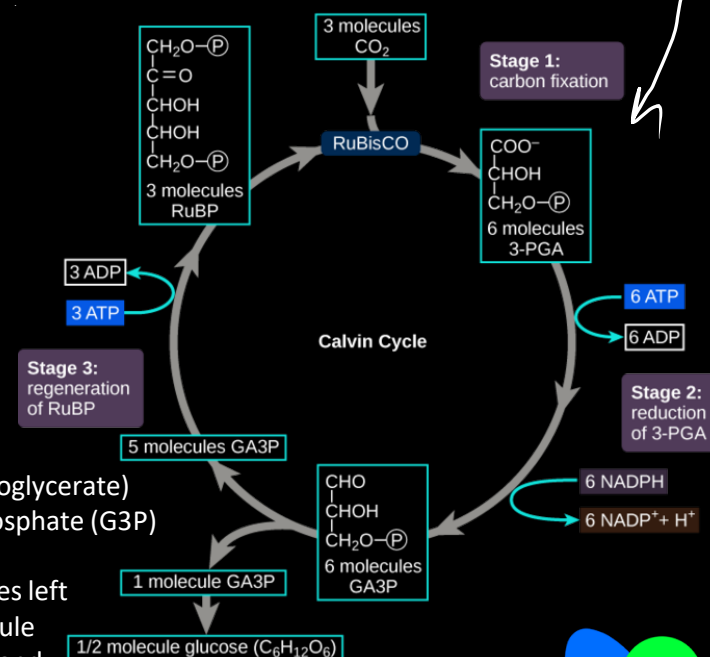 3 molecules
CO₂
Stage 1:
carbon fixation
CH₂O—Ⓟ
C=O
CHOH
CHOH
CH₂O—Ⓟ
3 molecules
RuBP
RuBisCO
COO⁻
CHOH
CH₂O—Ⓟ
6 molecules
3-PGA
3 ADP
3 ATP
6 ATP
6 ADP
Calvin Cycle
Stage 3:
regeneration
of RuBP
Stage 2:
reduction
of 3-PGA
5 molecules GA3P
CHO
CHOH
CH₂O—Ⓟ
6 molecules
GA3P
6 NADPH
6 NADP⁺+ H⁺
oglycerate)
osphate (G3P)
1 molecule GA3P
es left
ule
1/2 molecule glucose (C₆H₁₂O₆)